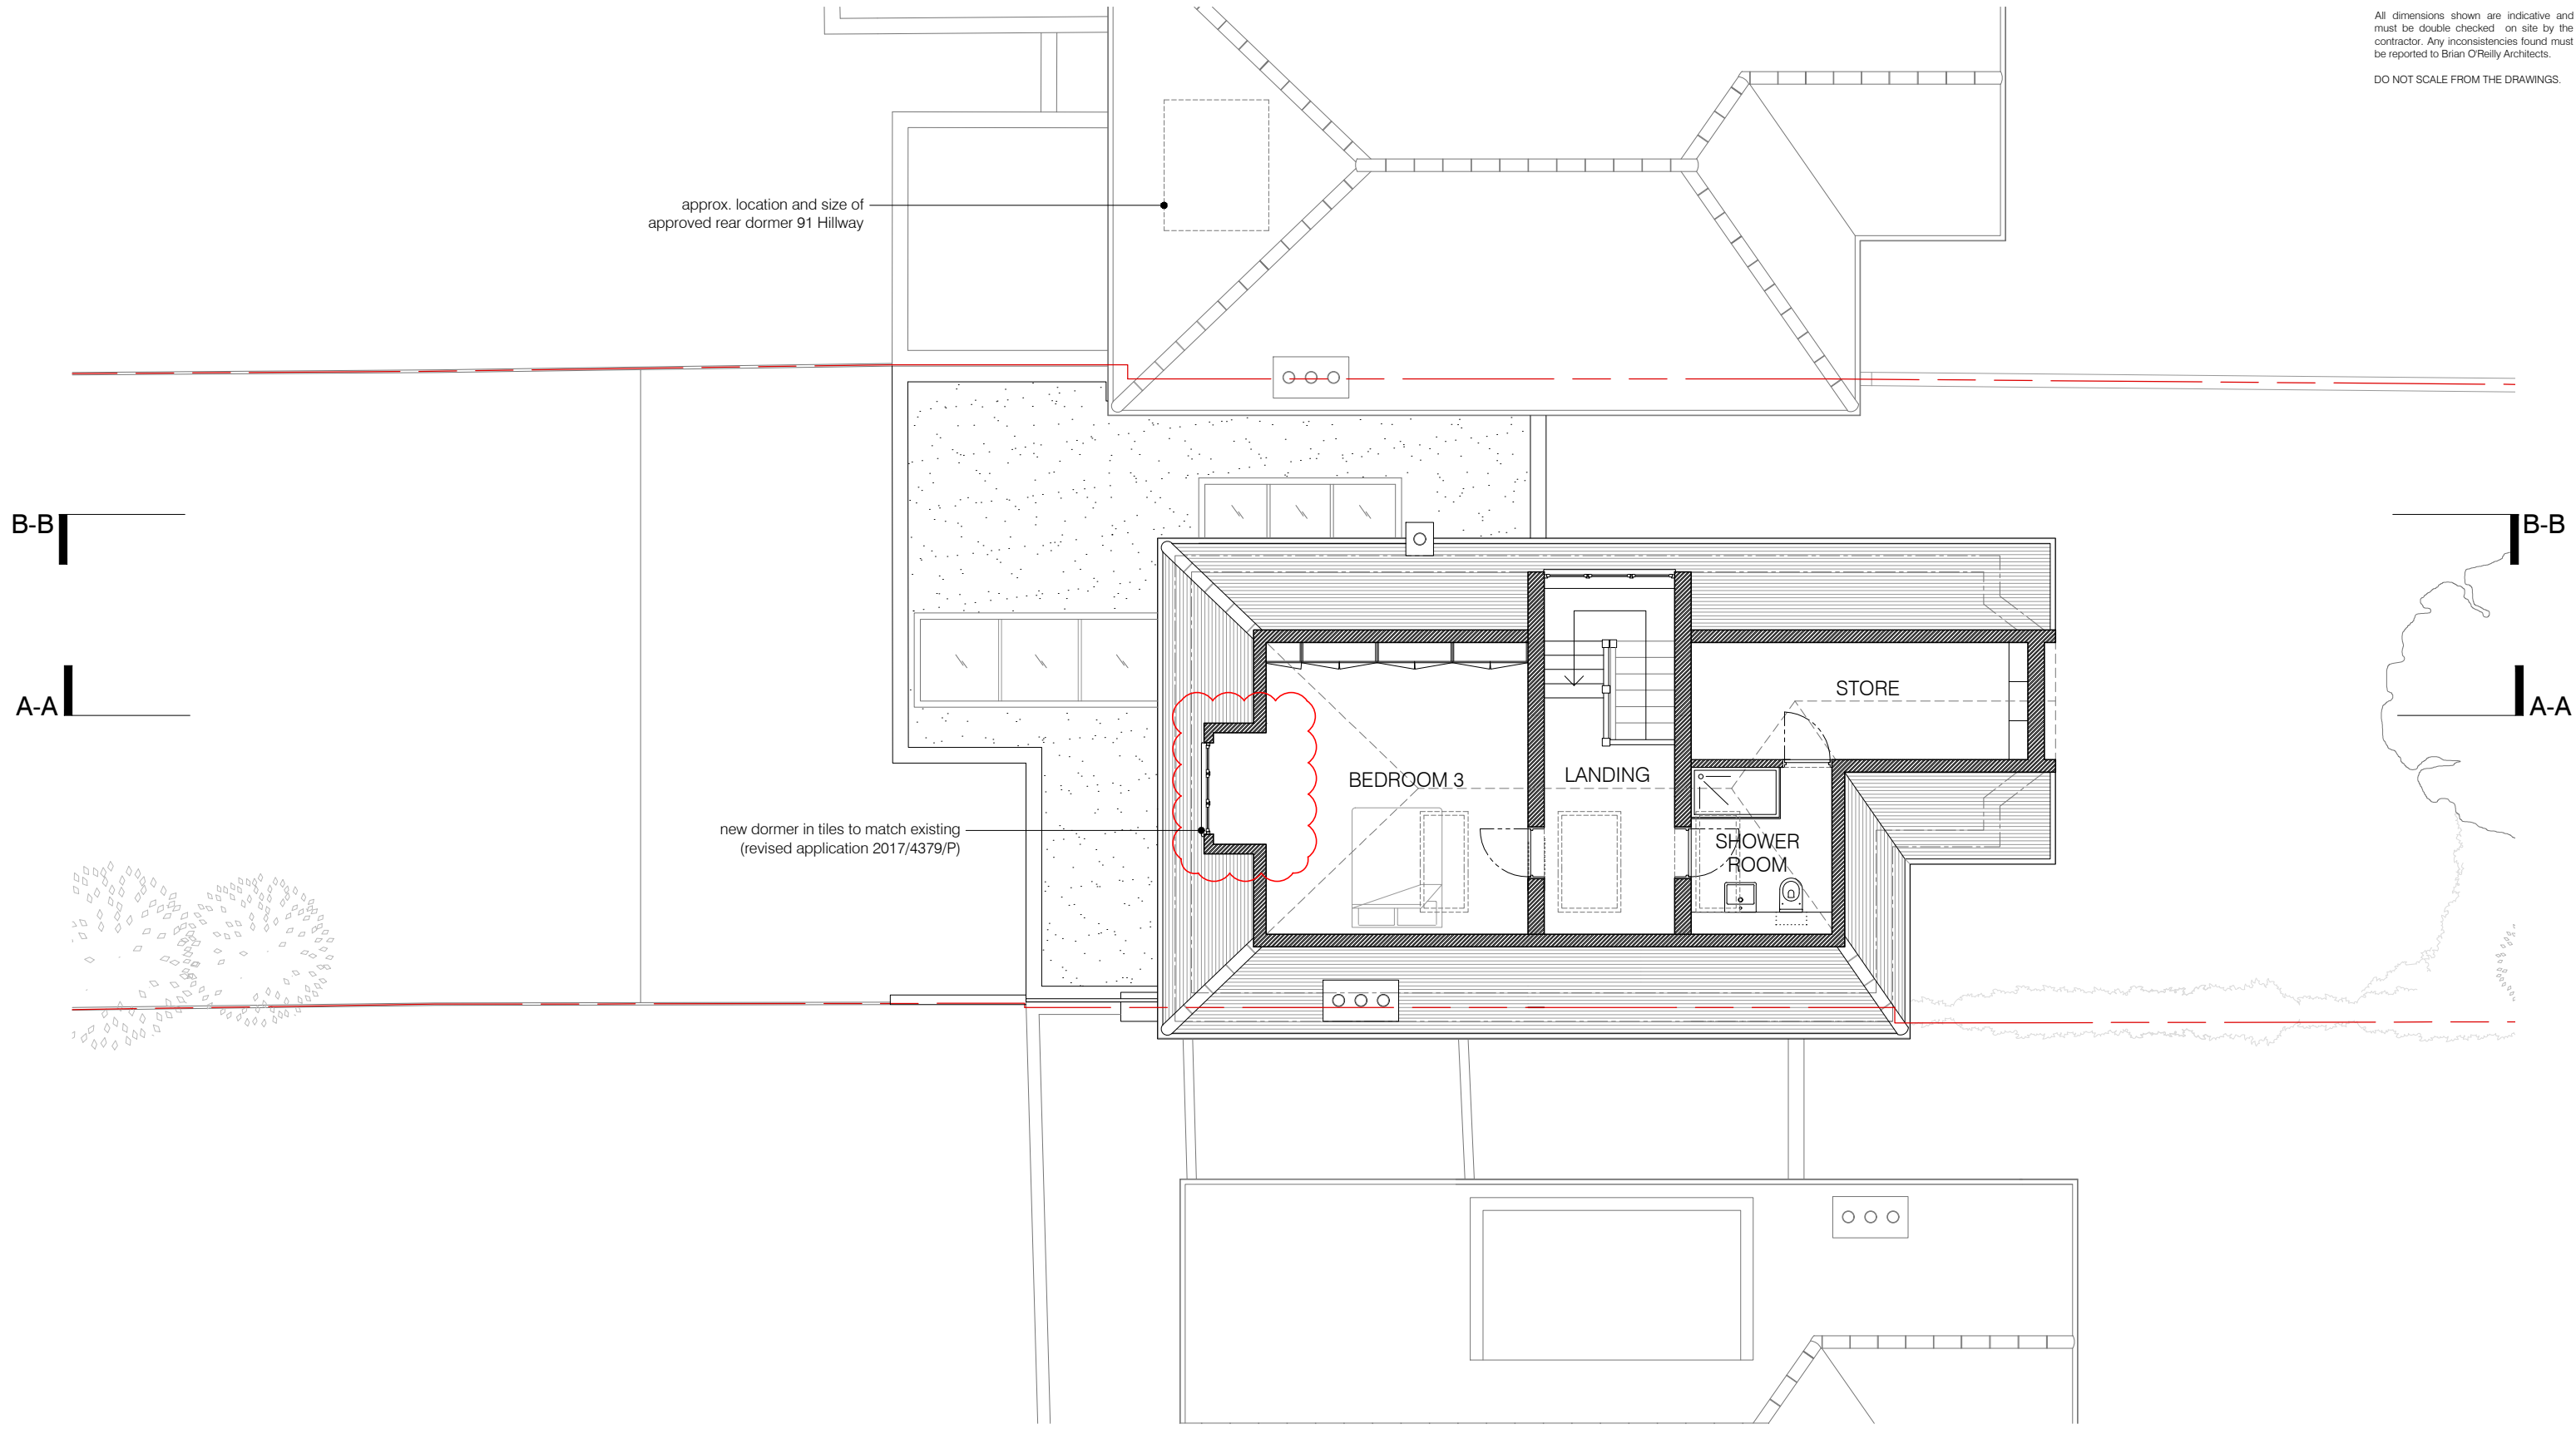 All dimensions shown are indicative and
must be double checked on site by the
contractor. Any inconsistencies found must
be reported to Brian O'Reilly Architects.
DO NOT SCALE FROM THE DRAWINGS.
approx. location and size of
approved rear dormer 91 Hillway
B-B
B-B
A-A
A-A
STORE
BEDROOM 3
LANDING
new dormer in tiles to match existing
(revised application 2017/4379/P)
SHOWER
ROOM